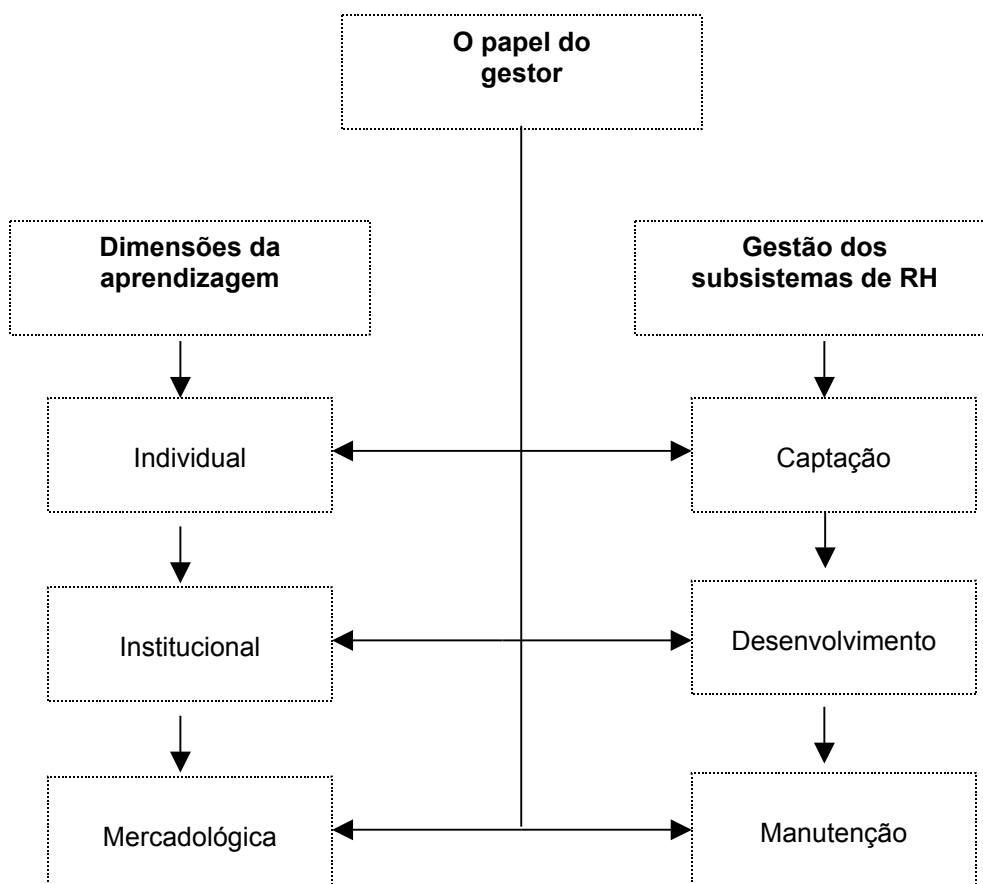 O papel do
gestor
Dimensões da
aprendizagem
Gestão dos
subsistemas de RH
Individual
Captação
Institucional
Desenvolvimento
Mercadológica
Manutenção